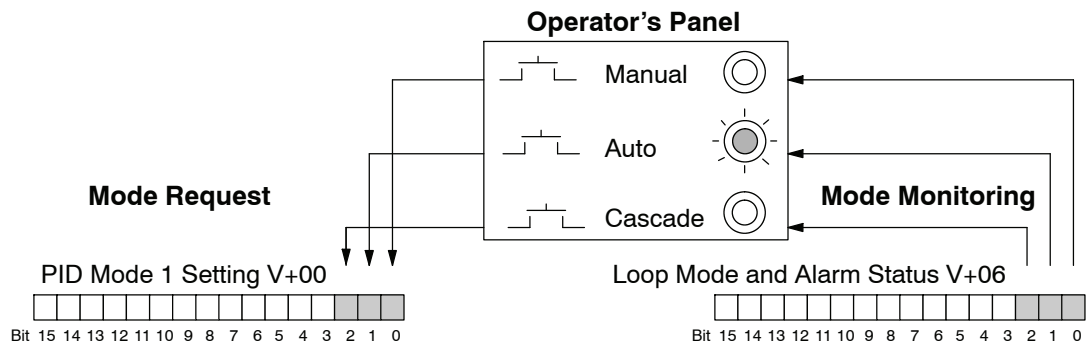 Operator's Panel
Manual
Auto
Cascade
Mode Request
Mode Monitoring
PID Mode 1 Setting V+00
Bit 15 14 13 12 11 10 9 8 7 6 5 4 3 2 1 0
Loop Mode and Alarm Status V+06
Bit 15 14 13 12 11 10 9 8 7 6 5 4 3 2 1 0